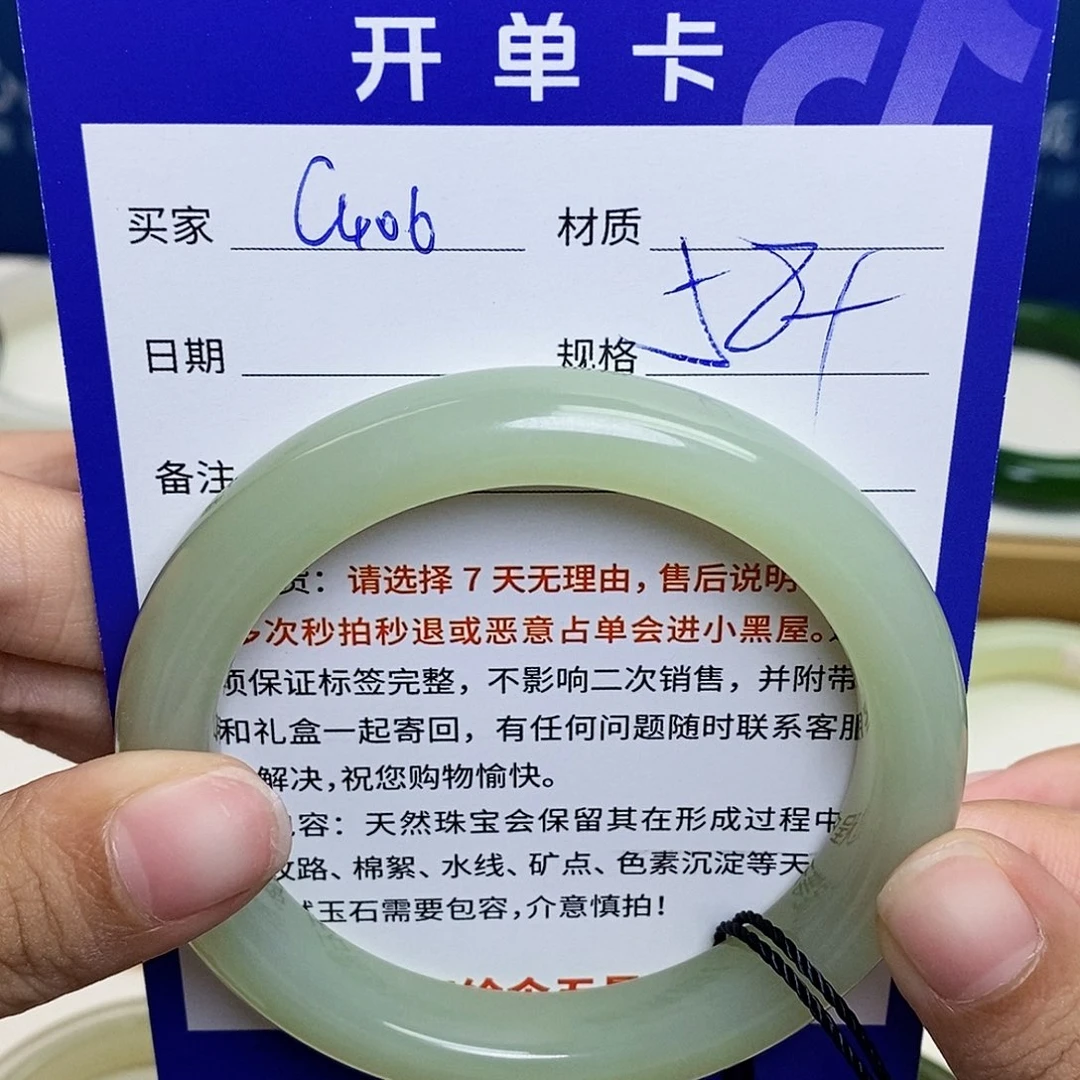 开单卡
买家 C406 材质
日期 规格 58
备注
货：请选择 7 天无理由，售后说明
多次秒拍秒退或恶意占单会进小黑屋。
须保证标签完整，不影响二次销售，并附带
和礼盒一起寄回，有任何问题随时联系客服
解决，祝您购物愉快。
包容：天然珠宝会保留其在形成过程中
纹路、棉絮、水线、矿点、色素沉淀等天
然玉石需要包容，介意慎拍！